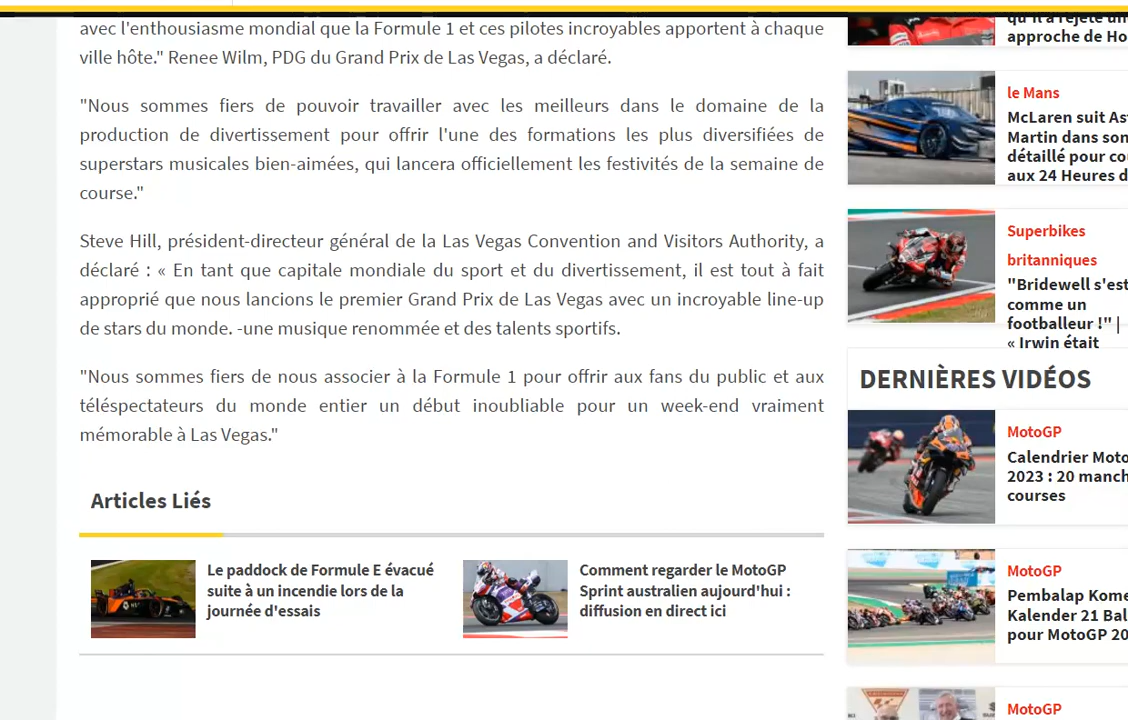 avec l'enthousiasme mondial que la Formule 1 et ces pilotes incroyables apportent à chaque
ville hôte." Renee Wilm, PDG du Grand Prix de Las Vegas, a déclaré.
"Nous sommes fiers de pouvoir travailler avec les meilleurs dans le domaine de la
production de divertissement pour offrir l'une des formations les plus diversifiées de
superstars musicales bien-aimées, qui lancera officiellement les festivités de la semaine de
course."
Steve Hill, président-directeur général de la Las Vegas Convention and Visitors Authority, a
déclaré : « En tant que capitale mondiale du sport et du divertissement, il est tout à fait
approprié que nous lancions le premier Grand Prix de Las Vegas avec un incroyable line-up
de stars du monde. -une musique renommée et des talents sportifs.
"Nous sommes fiers de nous associer à la Formule 1 pour offrir aux fans du public et aux
téléspectateurs du monde entier un début inoubliable pour un week-end vraiment
mémorable à Las Vegas."
Articles Liés
Le paddock de Formule E évacué
suite à un incendie lors de la
journée d'essais
Comment regarder le MotoGP
Sprint australien aujourd'hui :
diffusion en direct ici
qu'il a rejeté un
approche de Ho
le Mans
McLaren suit As
Martin dans son
détaillé pour co
aux 24 Heures d
Superbikes
britanniques
"Bridewell s'est
comme un
footballeur !" |
« Irwin était
DERNIÈRES VIDÉOS
MotoGP
Calendrier Moto
2023 : 20 manch
courses
MotoGP
Pembalap Kome
Kalender 21 Bal
pour MotoGP 20
MotoGP